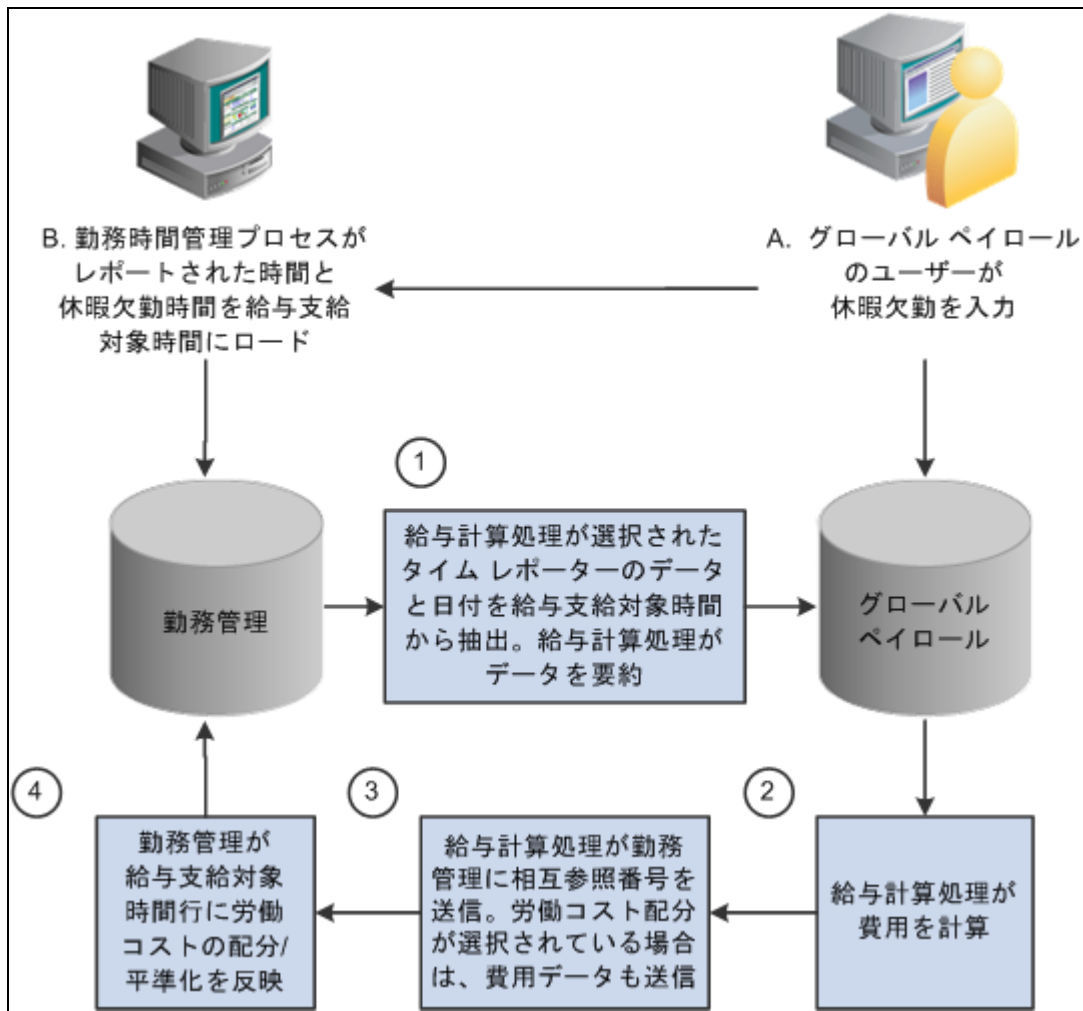 B. 勤務時間管理プロセスが
レポートされた時間と
休暇欠勤時間を給与支給
対象時間にロード
A. グローバル ペイロール
のユーザーが
休暇欠勤を入力
1
給与計算処理が選択された
タイム レポーターのデータ
と日付を給与支給対象時間
から抽出。給与計算処理が
データを要約
勤務管理
グローバル
ペイロール
4
勤務管理が
給与支給対象
時間行に労働
コストの配分/
平準化を反映
3
給与計算処理が勤務
管理に相互参照番号を
送信。労働コスト配分
が選択されている場合
は、費用データも送信
2
給与計算処理が
費用を計算